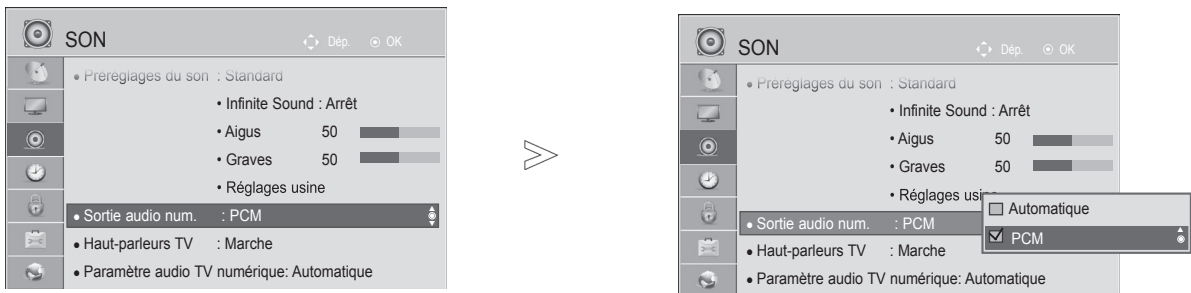 SON Dép. OK
• Préréglages du son : Standard
• Infinite Sound : Arrêt
• Aigus 50
• Graves 50
• Réglages usine
• Sortie audio num. : PCM
• Haut-parleurs TV : Marche
• Paramètre audio TV numérique: Automatique
SON Dép. OK
• Préréglages du son : Standard
• Infinite Sound : Arrêt
• Aigus 50
• Graves 50
• Réglages usi
Automatique
• Sortie audio num. : PCM
PCM
• Haut-parleurs TV : Marche
• Paramètre audio TV numérique: Automatique